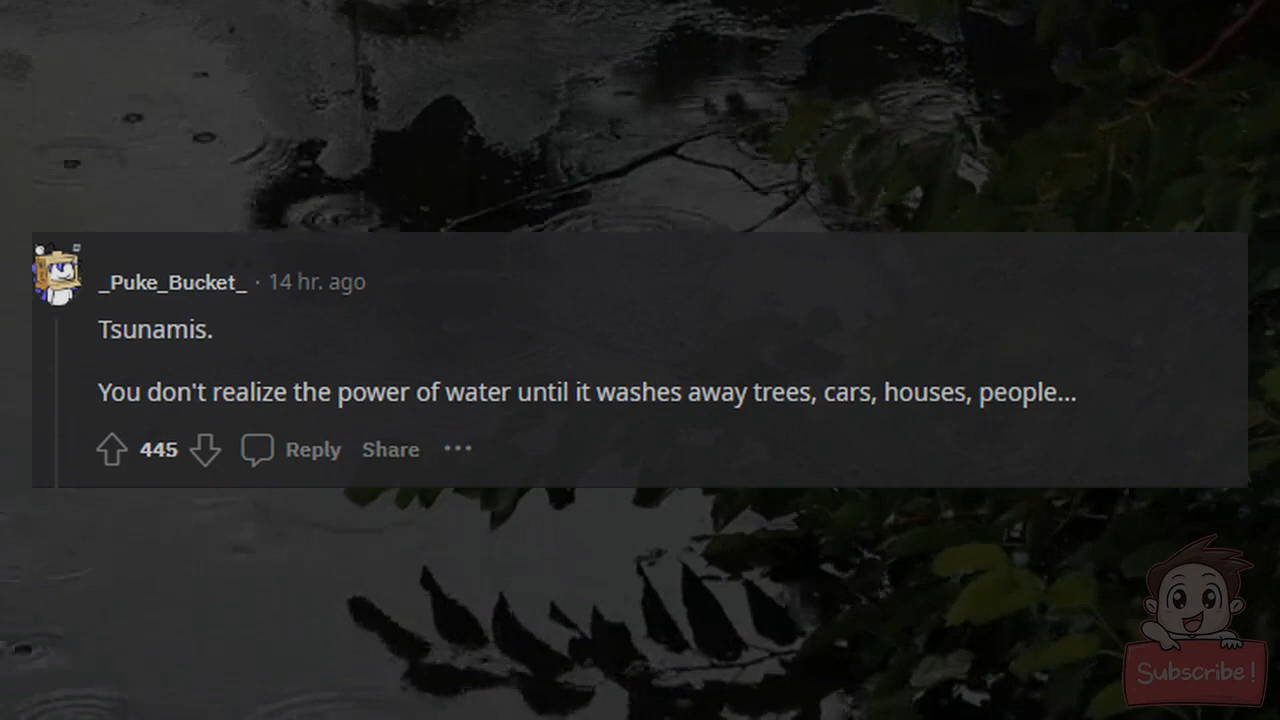 _Puke_Bucket_ · 14 hr. ago
Tsunamis.
You don't realize the power of water until it washes away trees, cars, houses, people...
445 Reply Share ···
Subscribe!